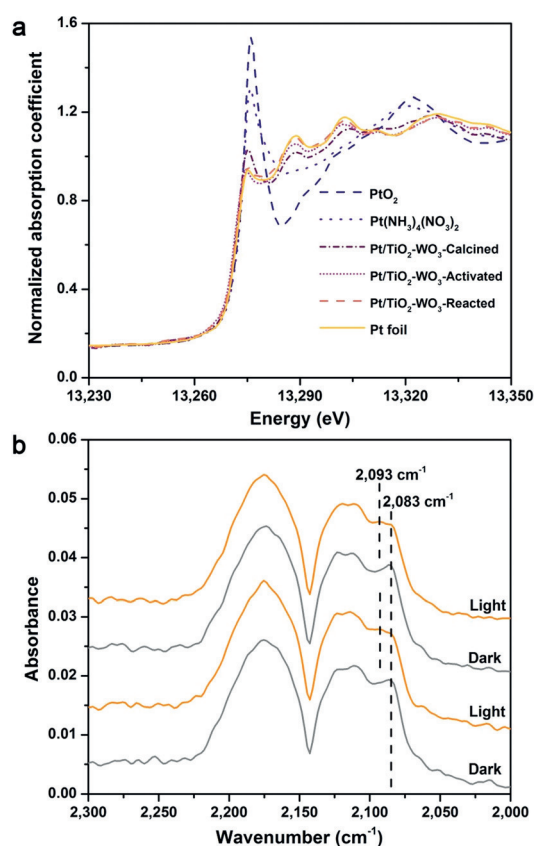 a
Normalized absorption coefficient
1.6
1.2
0.8
0.4
0.0
PtO₂
Pt(NH₃)₄(NO₃)₂
Pt/TiO₂-WO₃-Calcined
Pt/TiO₂-WO₃-Activated
Pt/TiO₂-WO₃-Reacted
Pt foil
13,230
13,260
13,290
13,320
13,350
Energy (eV)
b
Absorbance
0.06
0.05
0.04
0.03
0.02
0.01
0.00
2,093 cm⁻¹
2,083 cm⁻¹
Light
Dark
Light
Dark
2,300
2,250
2,200
2,150
2,100
2,050
2,000
Wavenumber (cm⁻¹)